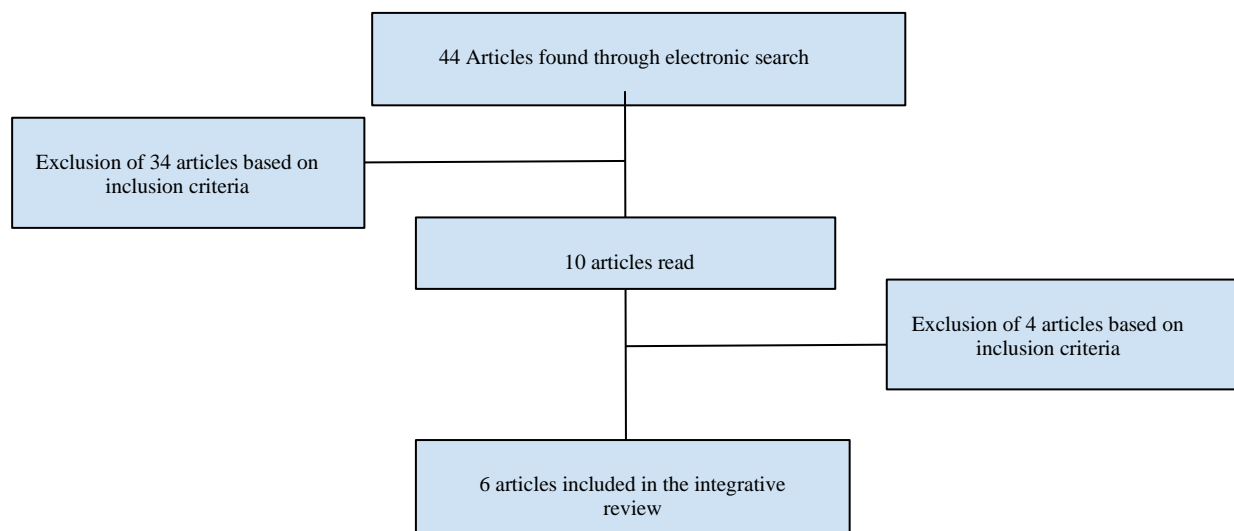 44 Articles found through electronic search
Exclusion of 34 articles based on
inclusion criteria
10 articles read
Exclusion of 4 articles based on
inclusion criteria
6 articles included in the integrative
review